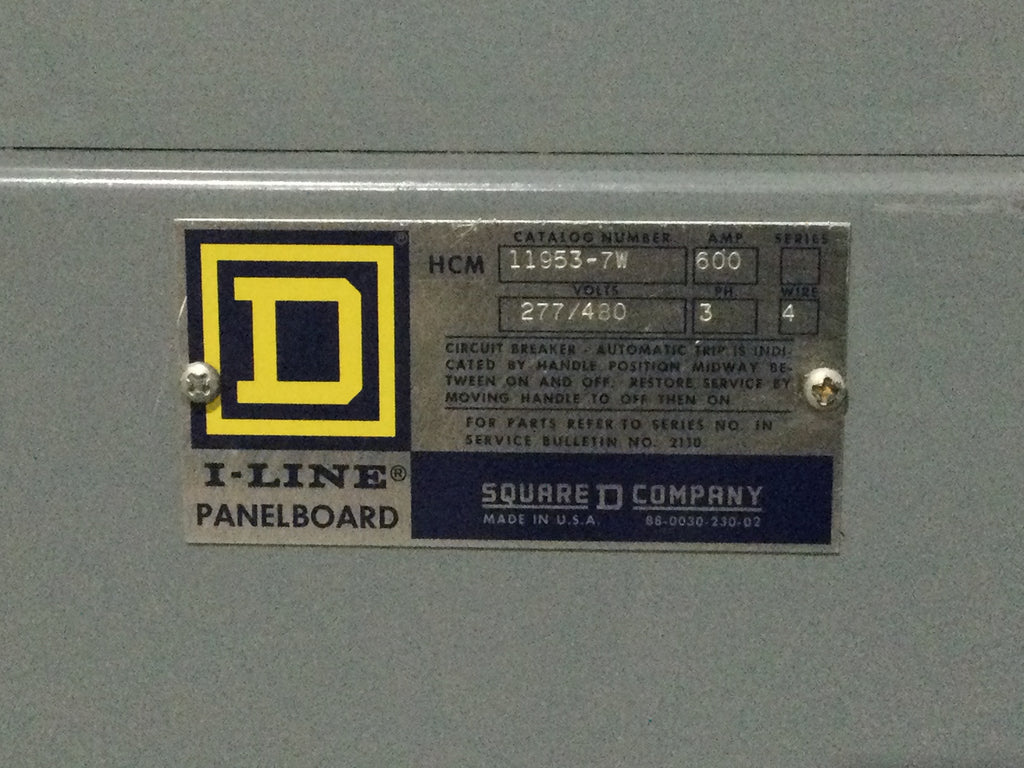 CATALOG NUMBER AMP SERIES
HCM 11953-7W 600
VOLTS PH WIRE
277/480 3 4
CIRCUIT BREAKER - AUTOMATIC TRIP IS INDI-
CATED BY HANDLE POSITION MIDWAY BE-
TWEEN ON AND OFF. RESTORE SERVICE BY
MOVING HANDLE TO OFF THEN ON
FOR PARTS REFER TO SERIES NO. IN
SERVICE BULLETIN NO. 2110
D ®
I-LINE®
PANELBOARD
SQUARE D COMPANY
MADE IN U.S.A. 88-0030-230-02